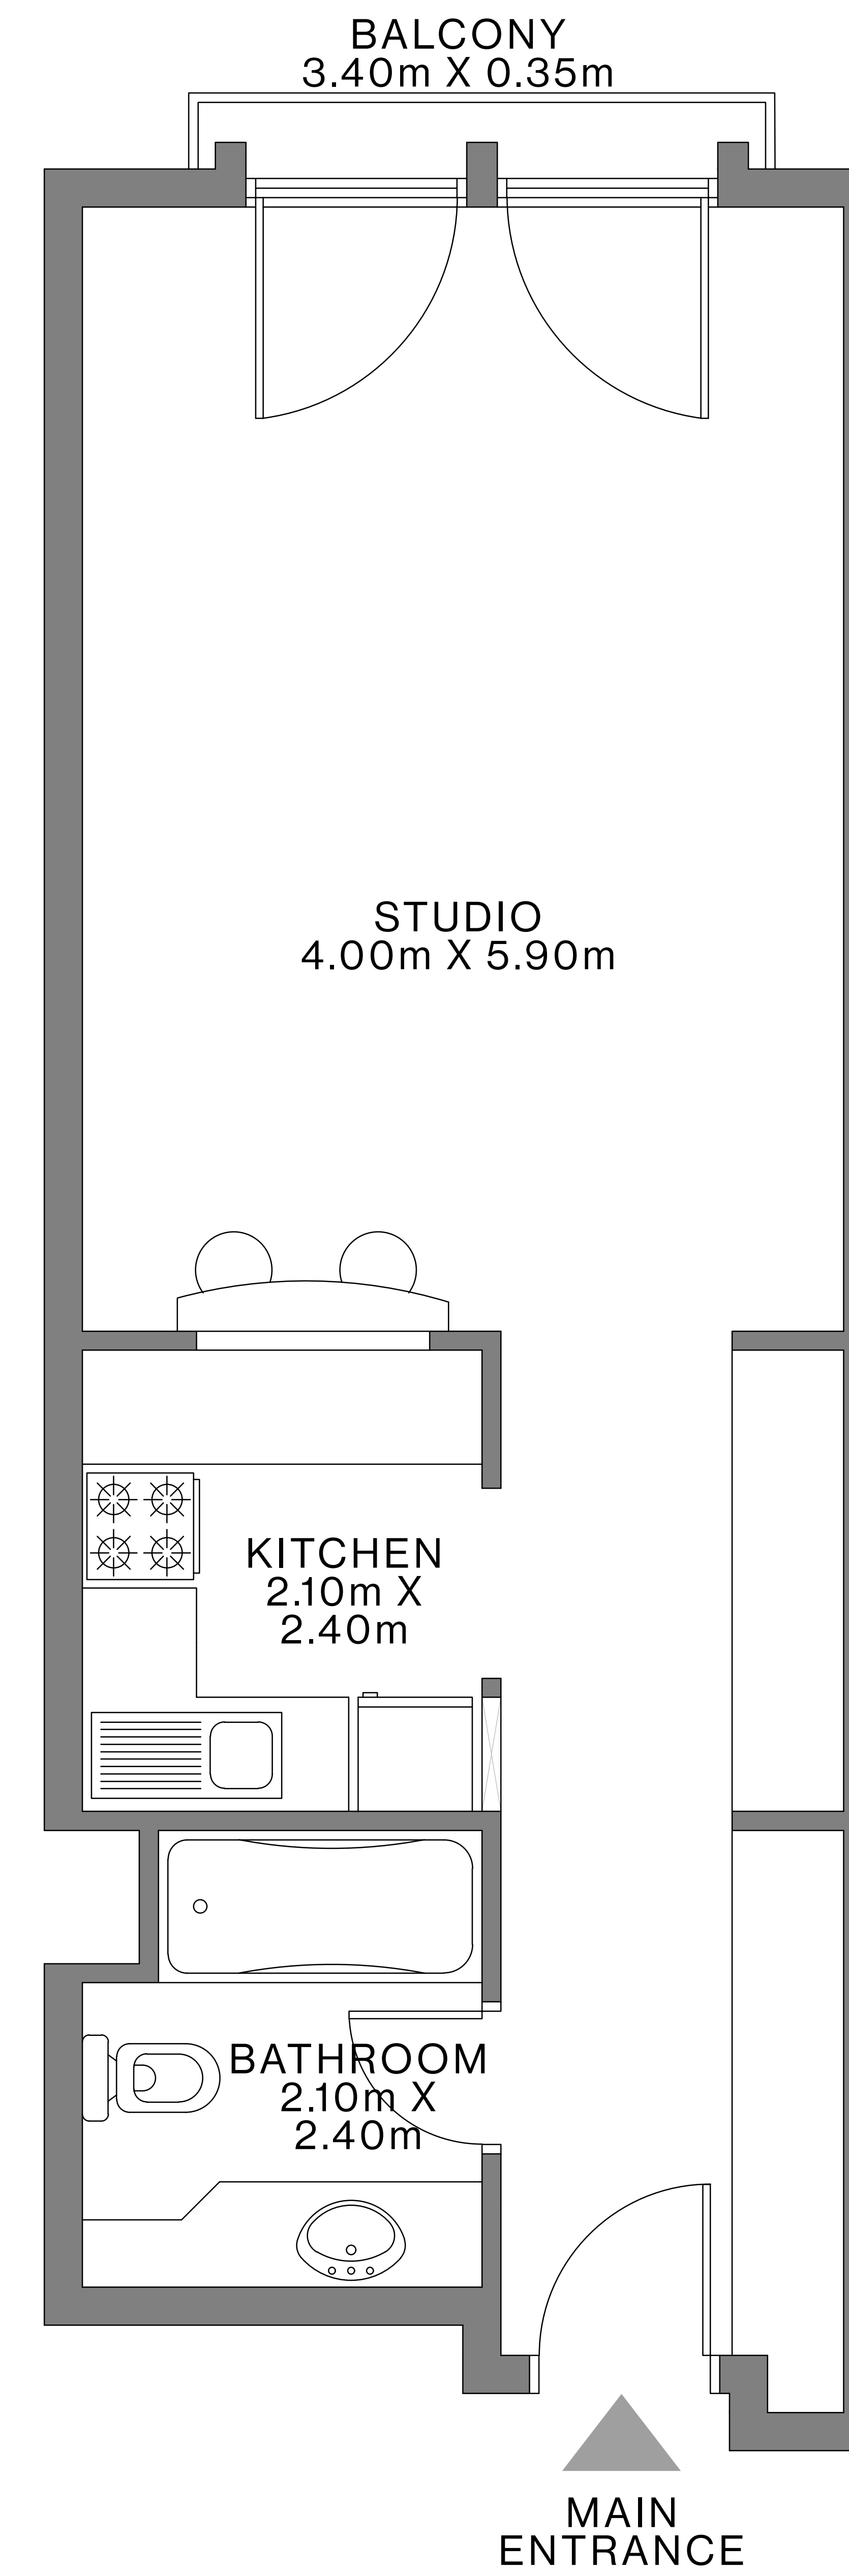 BALCONY
3.40m X 0.35m
STUDIO
4.00m X 5.90m
KITCHEN
2.10m X
2.40m
BATHROOM
2.10m X
2.40m
MAIN
ENTRANCE